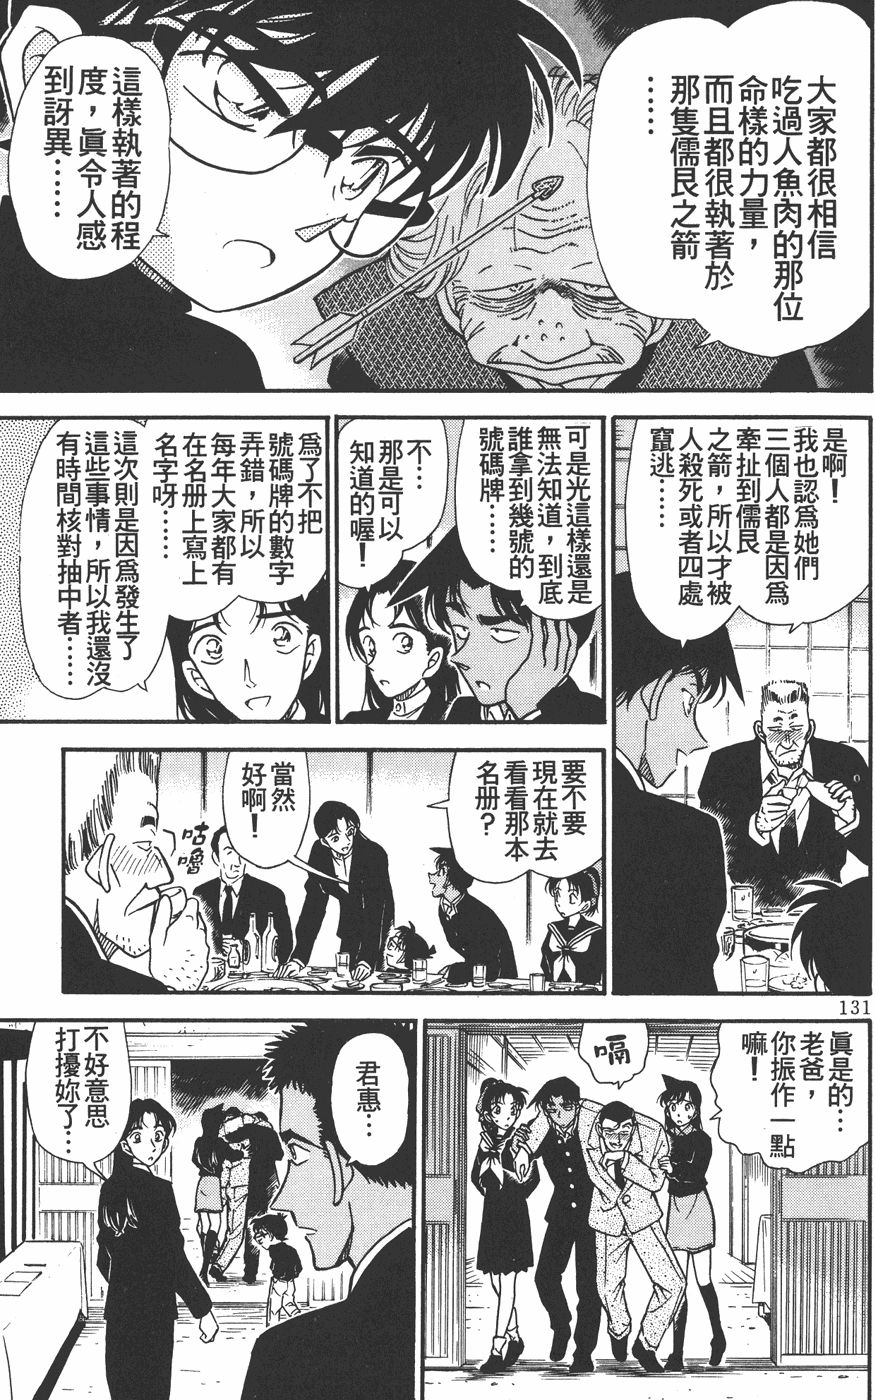 大家都很相信
吃過人魚肉的那位
命樣的力量，
而且都很執著於
那隻儒艮之箭
……
這樣執著的程
度，眞令人感
到訝異……
是啊！
我也認爲她們
三個人都是因爲
牽扯到儒艮
之箭，所以才被
人殺死或者四處
竄逃……
可是光這樣還是
無法知道，到底
誰拿到幾號的
號碼牌……
不…
那是可以
知道的喔！
爲了不把
號碼牌的數字
弄錯，所以
每年大家都有
在名册上寫上
名字呀……
這次則是因爲發生了
這些事情，所以我還沒
有時間核對抽中者……
要不要
現在就去
看看那本
名册？
當然
好啊！
咕嚕
131
眞是的…
老爸，
你振作一點
嘛！
嗝
君惠…
不好意思
打擾妳了…